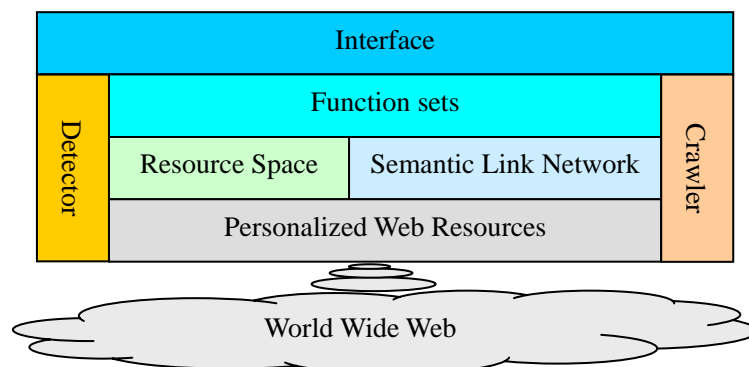 Interface
Detector
Function sets
Crawler
Resource Space
Semantic Link Network
Personalized Web Resources
World Wide Web